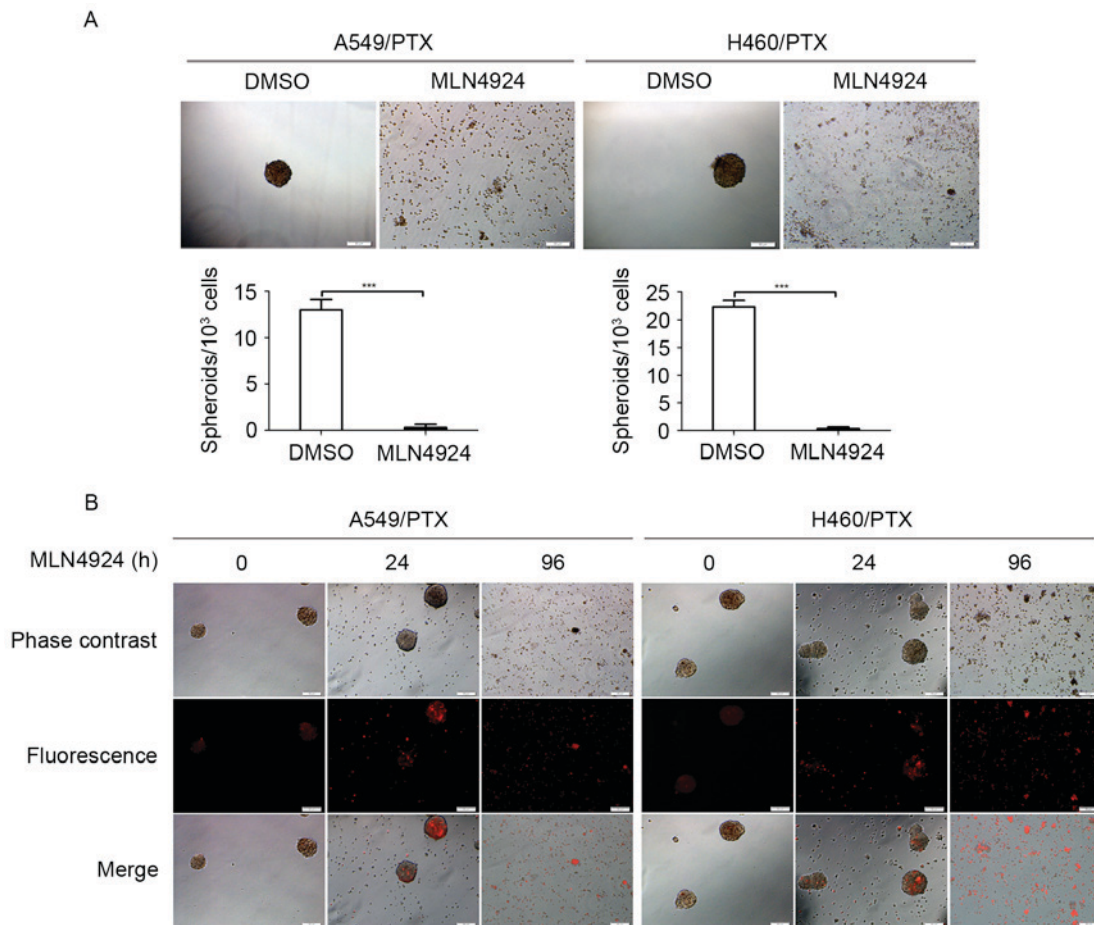 A
A549/PTX H460/PTX
DMSO MLN4924 DMSO MLN4924
Spheroids/10³ cells
15
10
5
0
***
DMSO MLN4924
Spheroids/10³ cells
25
20
15
10
5
0
***
DMSO MLN4924
B
A549/PTX H460/PTX
MLN4924 (h) 0 24 96 0 24 96
Phase contrast
Fluorescence
Merge